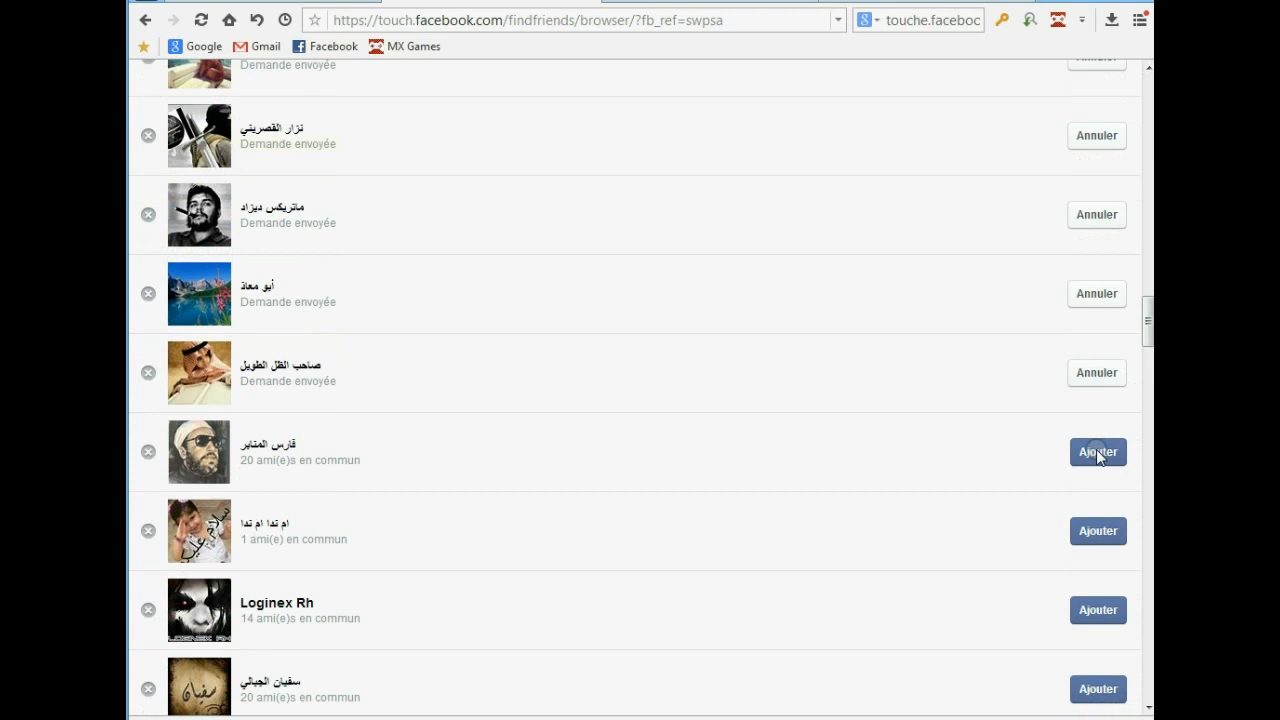 https://touch.facebook.com/findfriends/browser/?fb_ref=swpsa
touche.faceboo
Google
Gmail
Facebook
MX Games
Demande envoyée
نزار القصريني
Demande envoyée
Annuler
ماتريكس ديزاد
Demande envoyée
Annuler
أبو معاذ
Demande envoyée
Annuler
صاحب الظل الطويل
Demande envoyée
Annuler
فارس المنابر
20 ami(e)s en commun
Ajouter
ام ندا ام ندا
1 ami(e) en commun
Ajouter
Loginex Rh
14 ami(e)s en commun
Ajouter
سفيان
سفيان الجبالي
20 ami(e)s en commun
Ajouter